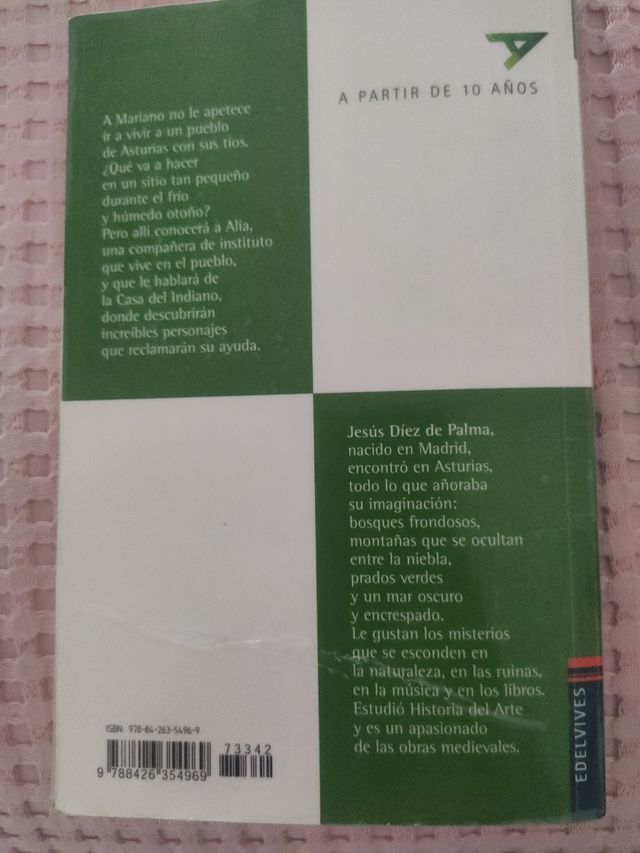 A PARTIR DE 10 AÑOS
A Mariano no le apetece
ir a vivir a un pueblo
de Asturias con sus tíos.
¿Qué va a hacer
en un sitio tan pequeño
durante el frío
y húmedo otoño?
Pero allí conocerá a Alia,
una compañera de instituto
que vive en el pueblo,
y que le hablará de
la Casa del Indiano,
donde descubrirán
increíbles personajes
que reclamarán su ayuda.
Jesús Díez de Palma,
nacido en Madrid,
encontró en Asturias,
todo lo que añoraba
su imaginación:
bosques frondosos,
montañas que se ocultan
entre la niebla,
prados verdes
y un mar oscuro
y encrespado.
Le gustan los misterios
que se esconden en
la naturaleza, en las ruinas,
en la música y en los libros.
Estudió Historia del Arte
y es un apasionado
de las obras medievales.
ISBN 978-84-263-5496-9
73342
9 788426 354969
EDELVIVES